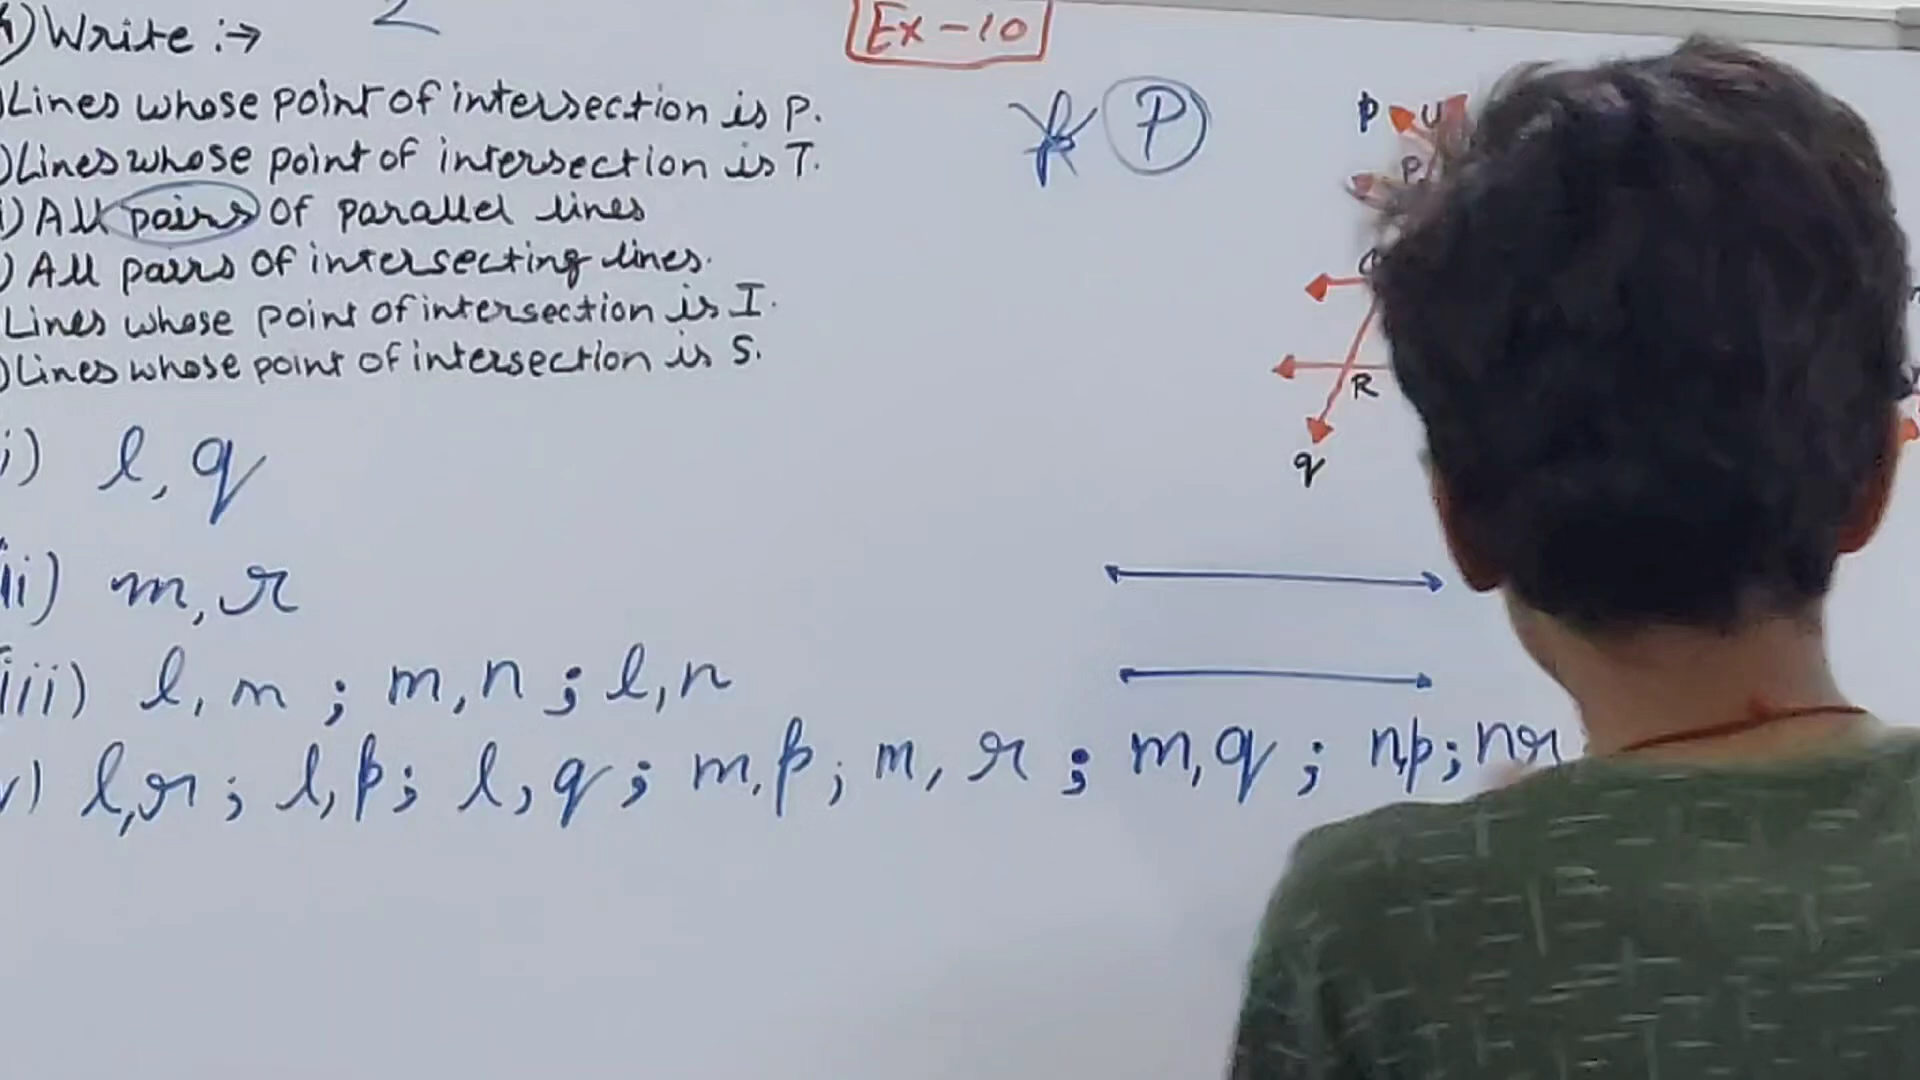 Write :→
Ex-10
Lines whose point of intersection is P.
Lines whose point of intersection is T.
All pairs of parallel lines
All pairs of intersecting lines.
Lines whose point of intersection is I.
Lines whose point of intersection is S.
P
p U
P
R
q
i) l, q
ii) m, r
iii) l, m ; m, n ; l, n
l, r ; l, p ; l, q ; m, p ; m, r ; m, q ; n, p ; n r